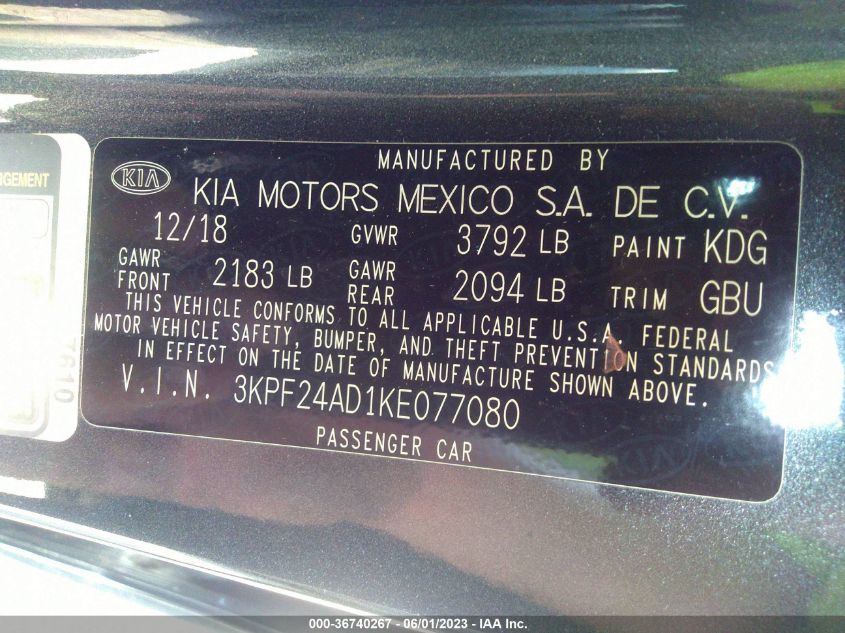 MANUFACTURED BY
KIA KIA MOTORS MEXICO S.A. DE C.V.
12/18 GVWR 3792 LB PAINT KDG
GAWR FRONT 2183 LB GAWR REAR 2094 LB TRIM GBU
THIS VEHICLE CONFORMS TO ALL APPLICABLE U.S.A. FEDERAL
MOTOR VEHICLE SAFETY, BUMPER, AND THEFT PREVENTION STANDARDS
IN EFFECT ON THE DATE OF MANUFACTURE SHOWN ABOVE.
V.I.N. 3KPF24AD1KE077080
PASSENGER CAR
7610
000-36740267 - 06/01/2023 - IAA Inc.